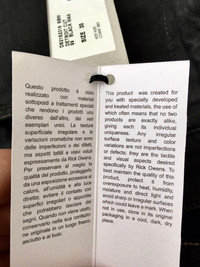 SIZE 30
Questo prodotto è stato
realizzato con materiali
sottoposti a trattamenti speciali
che rendono i prodotti uno
diverso dall'altro, dei veri
esemplari unici. La texture
superficiale irregolare e le
variazioni cromatiche non sono
delle imperfezioni o dei difetti,
ma aspetti tattili e visivi voluti
espressamente da Rick Owens.
Per preservare al meglio la
qualità del prodotto, proteggerlo
da una esposizione eccessiva al
calore, all'umidità e alla luce
diretta; evitare il contatto con
superfici irregolari o appuntite
che potrebbero lasciare dei
segni. Quando non viene usato,
conservarlo nella sua confezio-
ne originale in un luogo fresco,
asciutto e al buio.
This product was created for
you with specially developed
and treated materials, the use of
which often means that no two
products are exactly alike,
giving each its individual
uniqueness. Any irregular
surface texture and color
variations are not imperfections
or defects; they are the tactile
and visual aspects desired
specifically by Rick Owens. To
best maintain the quality of this
product, protect it from
overexposure to heat, humidity,
moisture and direct light and
avoid sharp or irregular surfaces
which could leave a mark. When
not in use, store in its original
packaging in a cool, dark, dry
place.